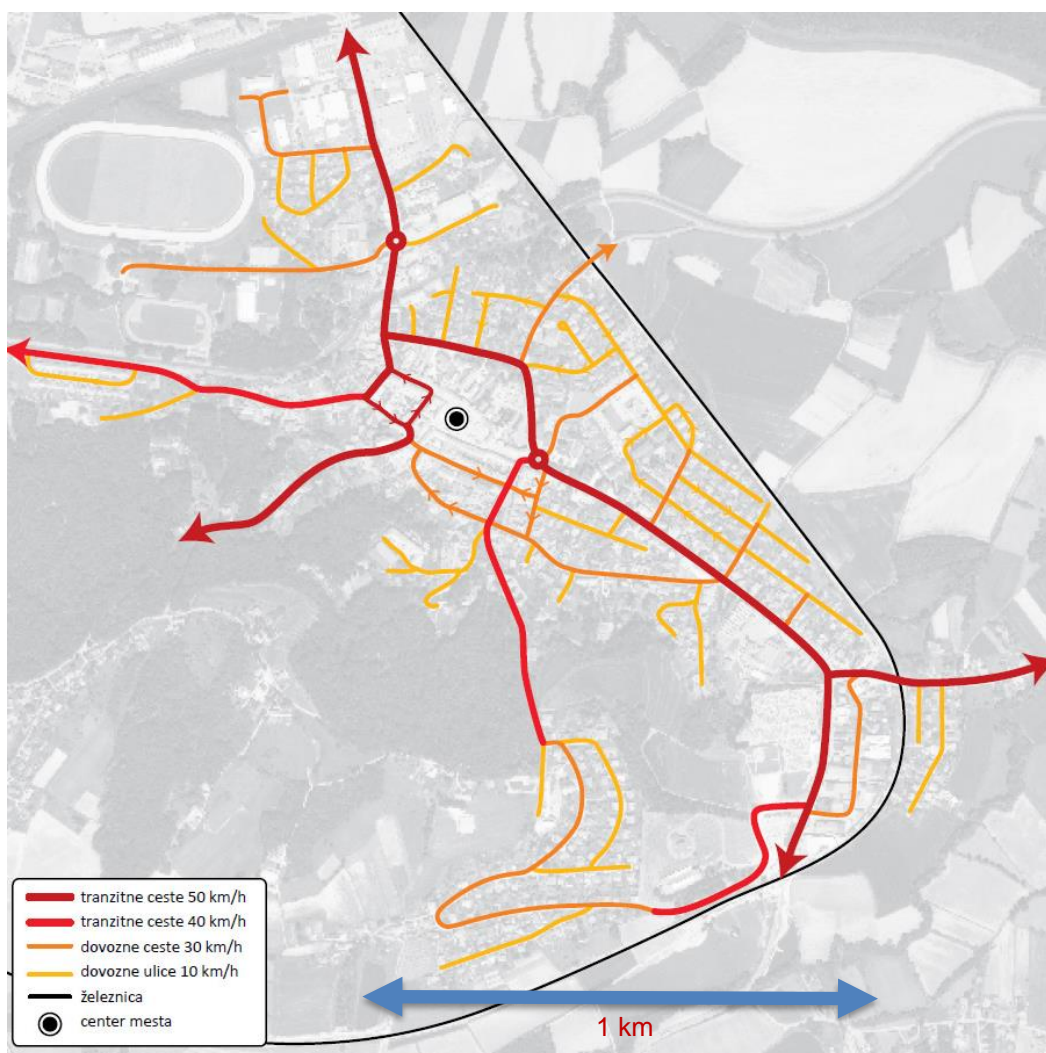 tranzitne ceste 50 km/h
tranzitne ceste 40 km/h
dovozne ceste 30 km/h
dovozne ulice 10 km/h
železnica
center mesta
1 km